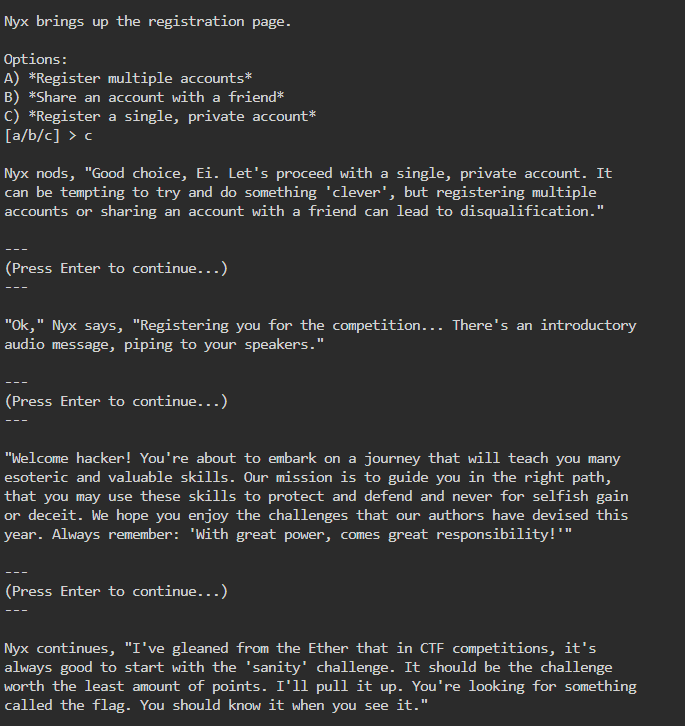 Nyx brings up the registration page.
Options:
A) *Register multiple accounts*
B) *Share an account with a friend*
C) *Register a single, private account*
[a/b/c] > c
Nyx nods, "Good choice, Ei. Let's proceed with a single, private account. It
can be tempting to try and do something 'clever', but registering multiple
accounts or sharing an account with a friend can lead to disqualification."
---
(Press Enter to continue...)
---
"Ok," Nyx says, "Registering you for the competition... There's an introductory
audio message, piping to your speakers."
---
(Press Enter to continue...)
---
"Welcome hacker! You're about to embark on a journey that will teach you many
esoteric and valuable skills. Our mission is to guide you in the right path,
that you may use these skills to protect and defend and never for selfish gain
or deceit. We hope you enjoy the challenges that our authors have devised this
year. Always remember: 'With great power, comes great responsibility!'"
---
(Press Enter to continue...)
---
Nyx continues, "I've gleaned from the Ether that in CTF competitions, it's
always good to start with the 'sanity' challenge. It should be the challenge
worth the least amount of points. I'll pull it up. You're looking for something
called the flag. You should know it when you see it."